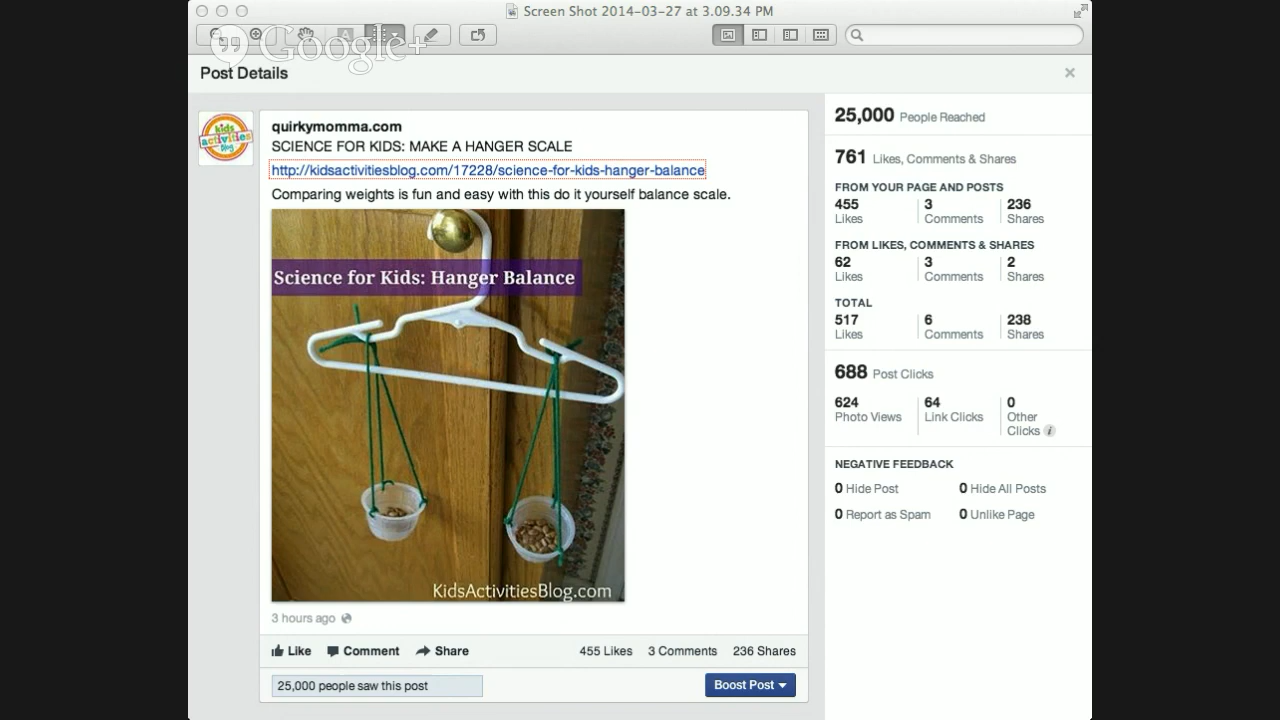 Screen Shot 2014-03-27 at 3.09.34 PM
Google+
Post Details
kids
activities
Blog
quirkymomma.com
SCIENCE FOR KIDS: MAKE A HANGER SCALE
http://kidsactivitiesblog.com/17228/science-for-kids-hanger-balance
Comparing weights is fun and easy with this do it yourself balance scale.
Science for Kids: Hanger Balance
KidsActivitiesBlog.com
3 hours ago
Like Comment Share 455 Likes 3 Comments 236 Shares
25,000 people saw this post
Boost Post
25,000 People Reached
761 Likes, Comments & Shares
FROM YOUR PAGE AND POSTS
455 3 236
Likes Comments Shares
FROM LIKES, COMMENTS & SHARES
62 3 2
Likes Comments Shares
TOTAL
517 6 238
Likes Comments Shares
688 Post Clicks
624 64 0
Photo Views Link Clicks Other
Clicks i
NEGATIVE FEEDBACK
0 Hide Post 0 Hide All Posts
0 Report as Spam 0 Unlike Page